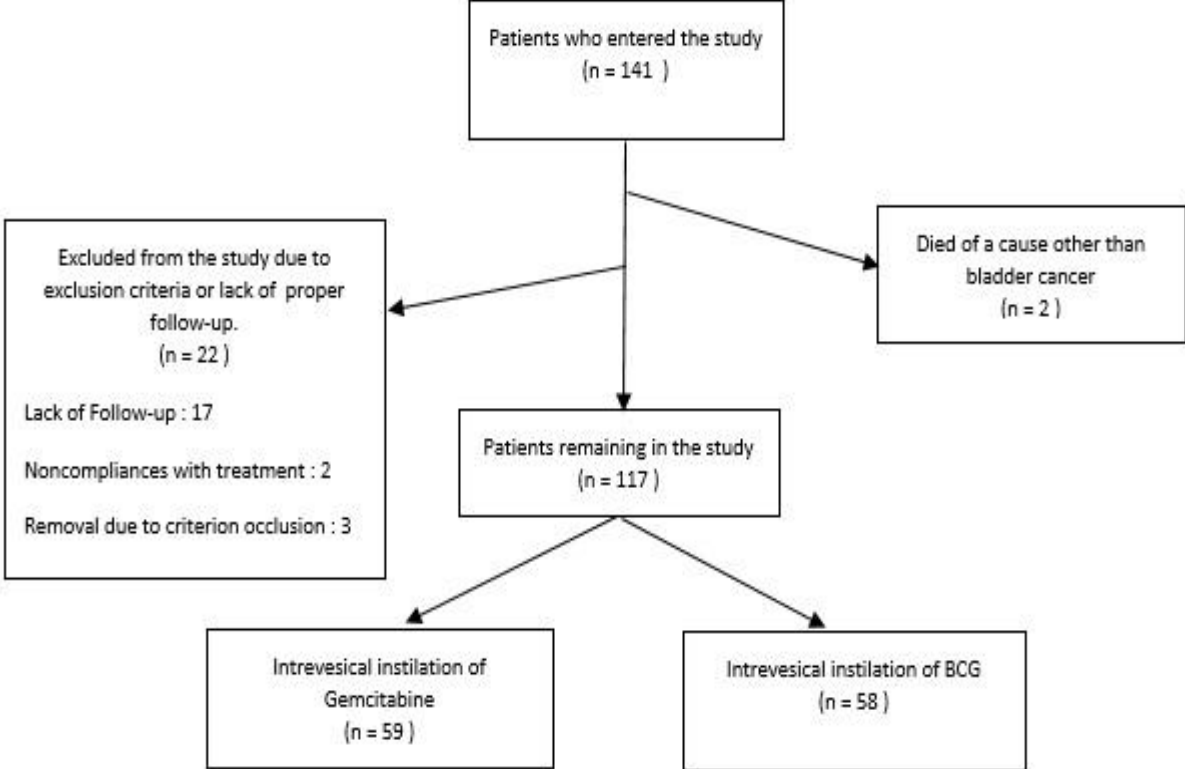 Patients who entered the study
(n = 141  )
Died of a cause other than
bladder cancer
(n = 2 )
Excluded from the study due to
exclusion criteria or lack of  proper
follow-up.
(n = 22 )
Lack of Follow-up : 17
Noncompliances with treatment : 2
Removal due to criterion occlusion : 3
Patients remaining in the study
(n = 117 )
Intrevesical instilation of
Gemcitabine
(n = 59 )
Intrevesical instilation of BCG
(n = 58 )